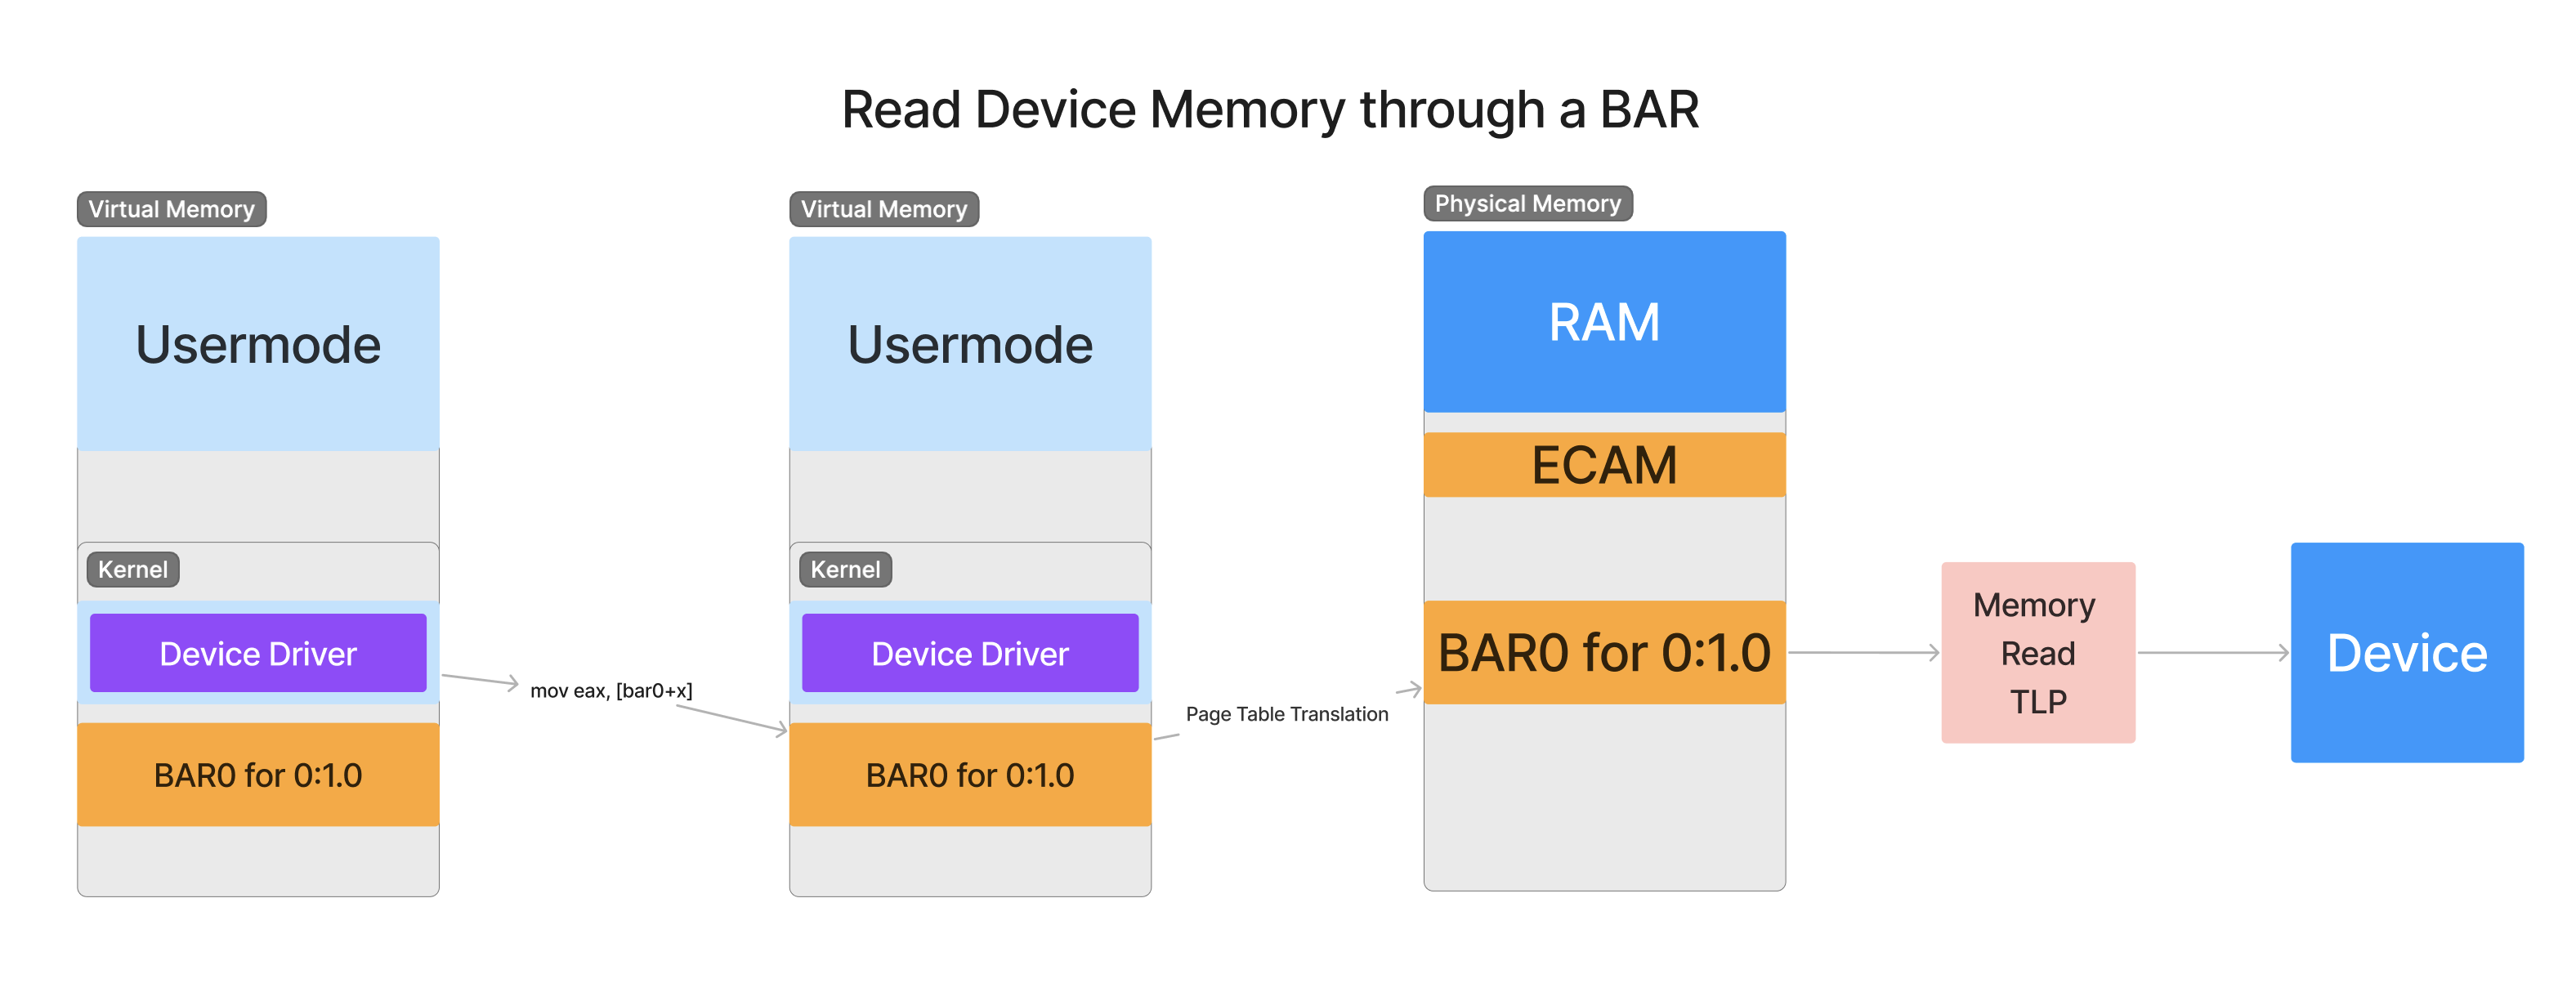 Read Device Memory through a BAR
Virtual Memory
Usermode
Kernel
Device Driver
BAR0 for 0:1.0
mov eax, [bar0+x]
Virtual Memory
Usermode
Kernel
Device Driver
BAR0 for 0:1.0
Page Table Translation
Physical Memory
RAM
ECAM
BAR0 for 0:1.0
Memory
Read
TLP
Device